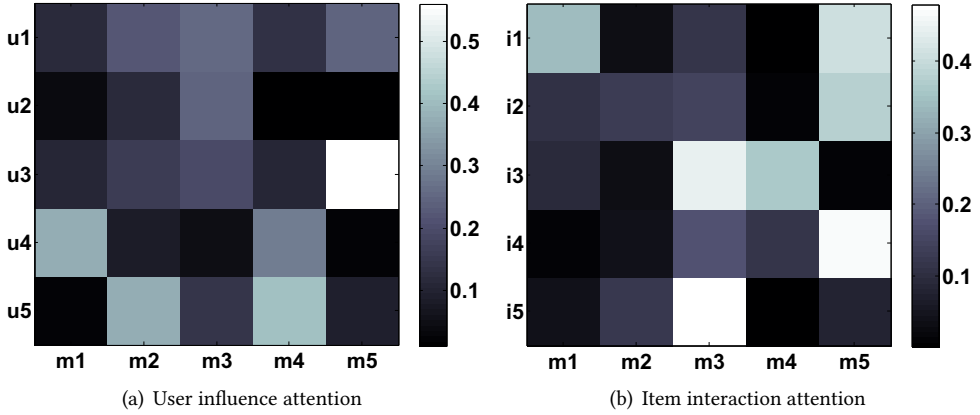 u1
u2
u3
u4
u5
m1 m2 m3 m4 m5
0.5
0.4
0.3
0.2
0.1
(a) User influence attention
i1
i2
i3
i4
i5
m1 m2 m3 m4 m5
0.4
0.3
0.2
0.1
(b) Item interaction attention